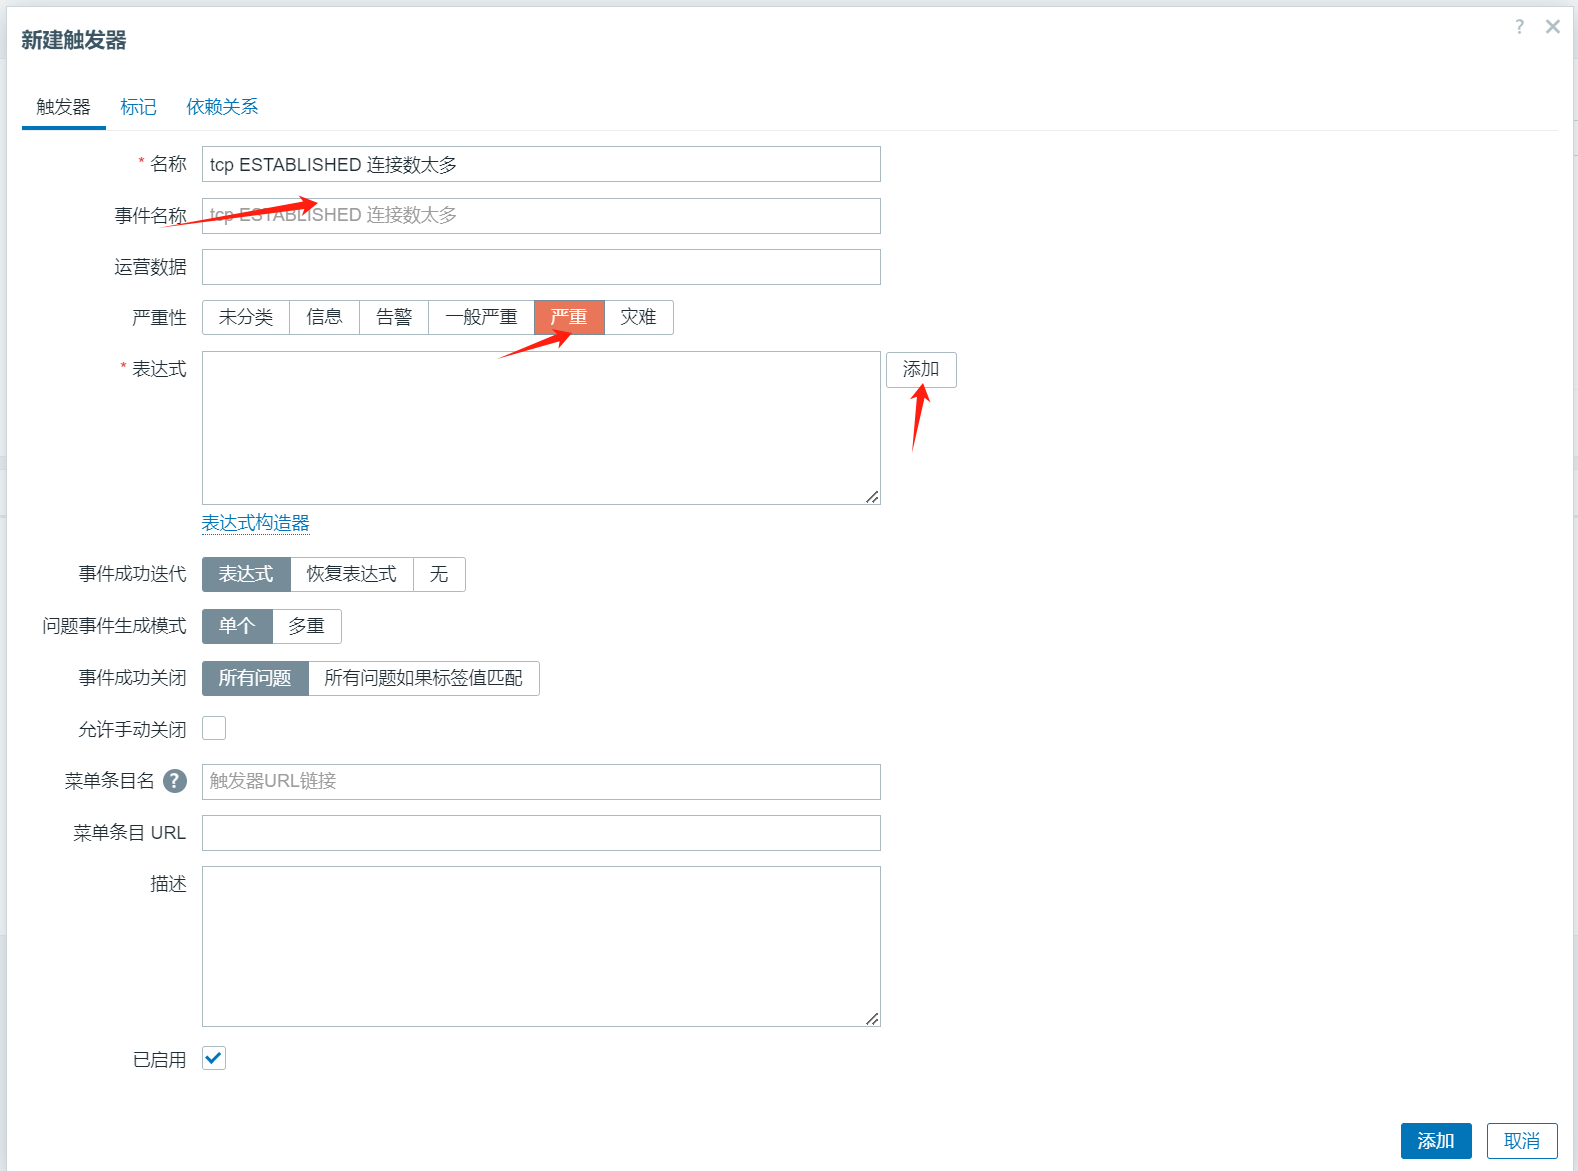 新建触发器
?
触发器 标记 依赖关系
* 名称 tcp ESTABLISHED 连接数太多
事件名称 tcp ESTABLISHED 连接数太多
运营数据
严重性 未分类 信息 告警 一般严重 严重 灾难
* 表达式 添加
表达式构造器
事件成功迭代 表达式 恢复表达式 无
问题事件生成模式 单个 多重
事件成功关闭 所有问题 所有问题如果标签值匹配
允许手动关闭
菜单条目名 ? 触发器URL链接
菜单条目 URL
描述
已启用
添加 取消